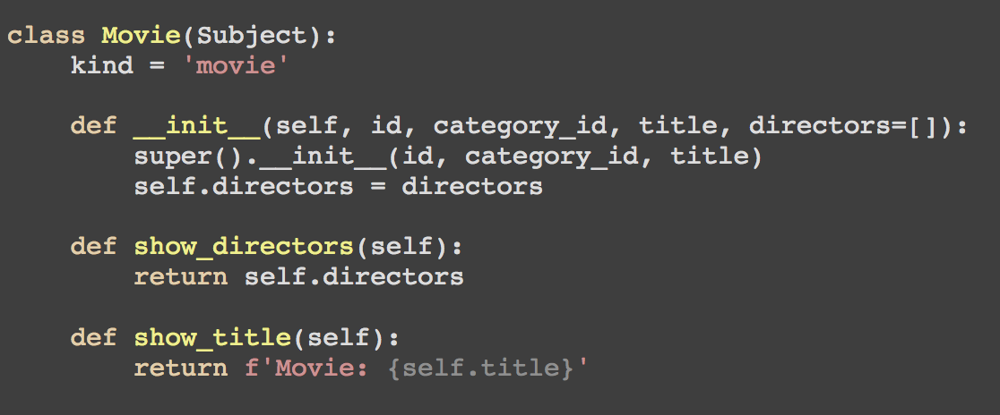 class Movie(Subject):
    kind = 'movie'

    def __init__(self, id, category_id, title, directors=[]):
        super().__init__(id, category_id, title)
        self.directors = directors

    def show_directors(self):
        return self.directors

    def show_title(self):
        return f'Movie: {self.title}'